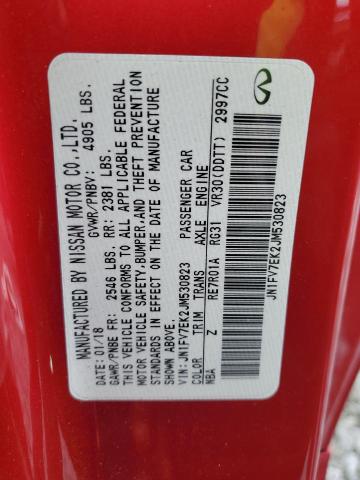 MANUFACTURED BY NISSAN MOTOR CO.,LTD.
01/18 GVWR/PNBV: 4905 LBS.
GAWR/PNBE FR: 2546 LBS. RR: 2381 LBS.
THIS VEHICLE CONFORMS TO ALL APPLICABLE FEDERAL
MOTOR VEHICLE SAFETY,BUMPER,AND THEFT PREVENTION
STANDARDS IN EFFECT ON THE DATE OF MANUFACTURE
SHOWN ABOVE.
VIN:JN1FV7EK2JM530823 PASSENGER CAR
COLOR TRIM TRANS AXLE ENGINE
NBA Z RE7R01A RG31 VR30(DDTT) 2997CC
JN1FV7EK2JM530823